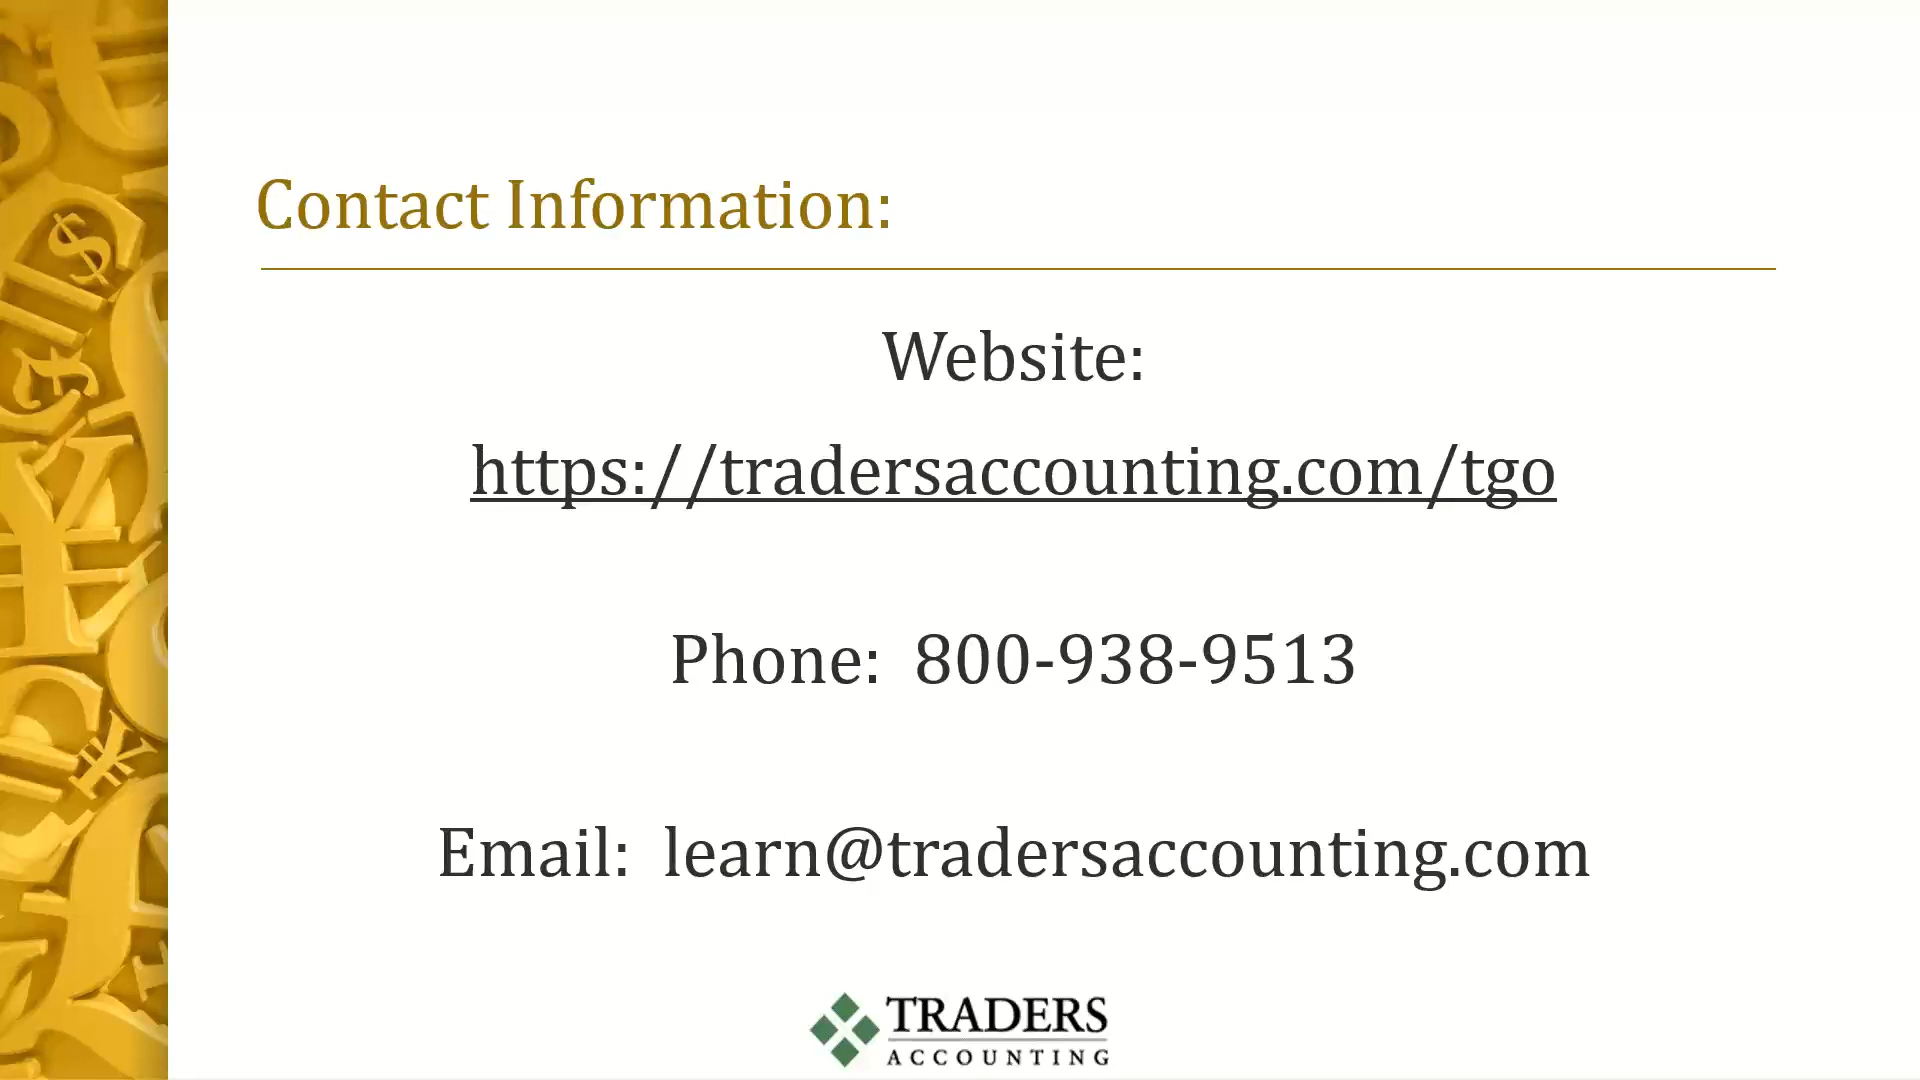 Contact Information:
Website:
https://tradersaccounting.com/tgo
Phone: 800-938-9513
Email: learn@tradersaccounting.com
TRADERS
ACCOUNTING